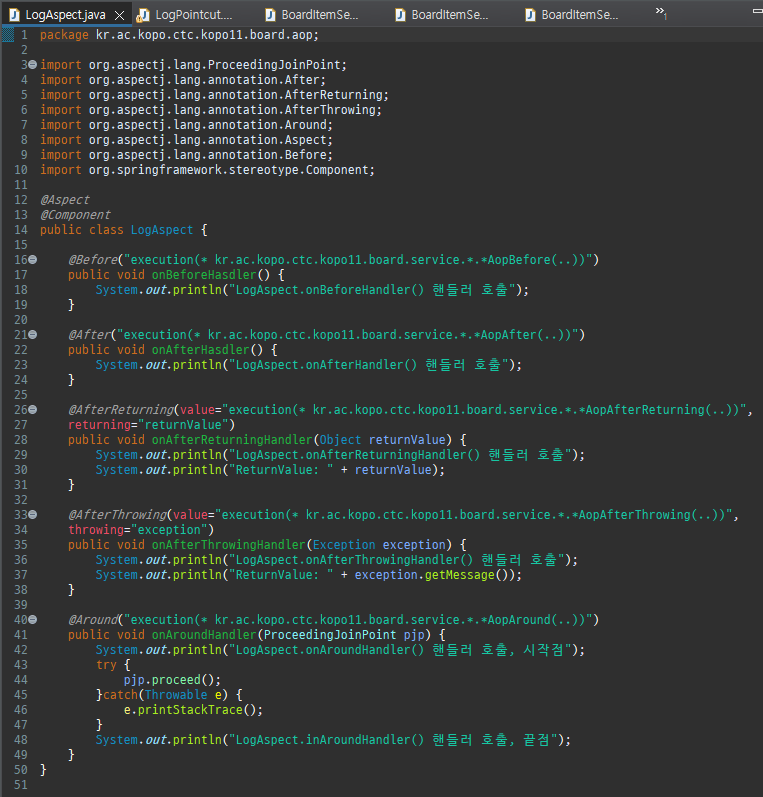 LogAspect.java LogPointcut.... BoardItemSe... BoardItemSe... BoardItemSe... »1
1 package kr.ac.kopo.ctc.kopo11.board.aop;
2
3 import org.aspectj.lang.ProceedingJoinPoint;
4 import org.aspectj.lang.annotation.After;
5 import org.aspectj.lang.annotation.AfterReturning;
6 import org.aspectj.lang.annotation.AfterThrowing;
7 import org.aspectj.lang.annotation.Around;
8 import org.aspectj.lang.annotation.Aspect;
9 import org.aspectj.lang.annotation.Before;
10 import org.springframework.stereotype.Component;
11
12 @Aspect
13 @Component
14 public class LogAspect {
15
16 @Before("execution(* kr.ac.kopo.ctc.kopo11.board.service.*.*AopBefore(..))")
17 public void onBeforeHasdler() {
18 System.out.println("LogAspect.onBeforeHandler() 핸들러 호출");
19 }
20
21 @After("execution(* kr.ac.kopo.ctc.kopo11.board.service.*.*AopAfter(..))")
22 public void onAfterHasdler() {
23 System.out.println("LogAspect.onAfterHandler() 핸들러 호출");
24 }
25
26 @AfterReturning(value="execution(* kr.ac.kopo.ctc.kopo11.board.service.*.*AopAfterReturning(..))",
27 returning="returnValue")
28 public void onAfterReturningHandler(Object returnValue) {
29 System.out.println("LogAspect.onAfterReturningHandler() 핸들러 호출");
30 System.out.println("ReturnValue: " + returnValue);
31 }
32
33 @AfterThrowing(value="execution(* kr.ac.kopo.ctc.kopo11.board.service.*.*AopAfterThrowing(..))",
34 throwing="exception")
35 public void onAfterThrowingHandler(Exception exception) {
36 System.out.println("LogAspect.onAfterThrowingHandler() 핸들러 호출");
37 System.out.println("ReturnValue: " + exception.getMessage());
38 }
39
40 @Around("execution(* kr.ac.kopo.ctc.kopo11.board.service.*.*AopAround(..))")
41 public void onAroundHandler(ProceedingJoinPoint pjp) {
42 System.out.println("LogAspect.onAroundHandler() 핸들러 호출, 시작점");
43 try {
44 pjp.proceed();
45 }catch(Throwable e) {
46 e.printStackTrace();
47 }
48 System.out.println("LogAspect.inAroundHandler() 핸들러 호출, 끝점");
49 }
50 }
51